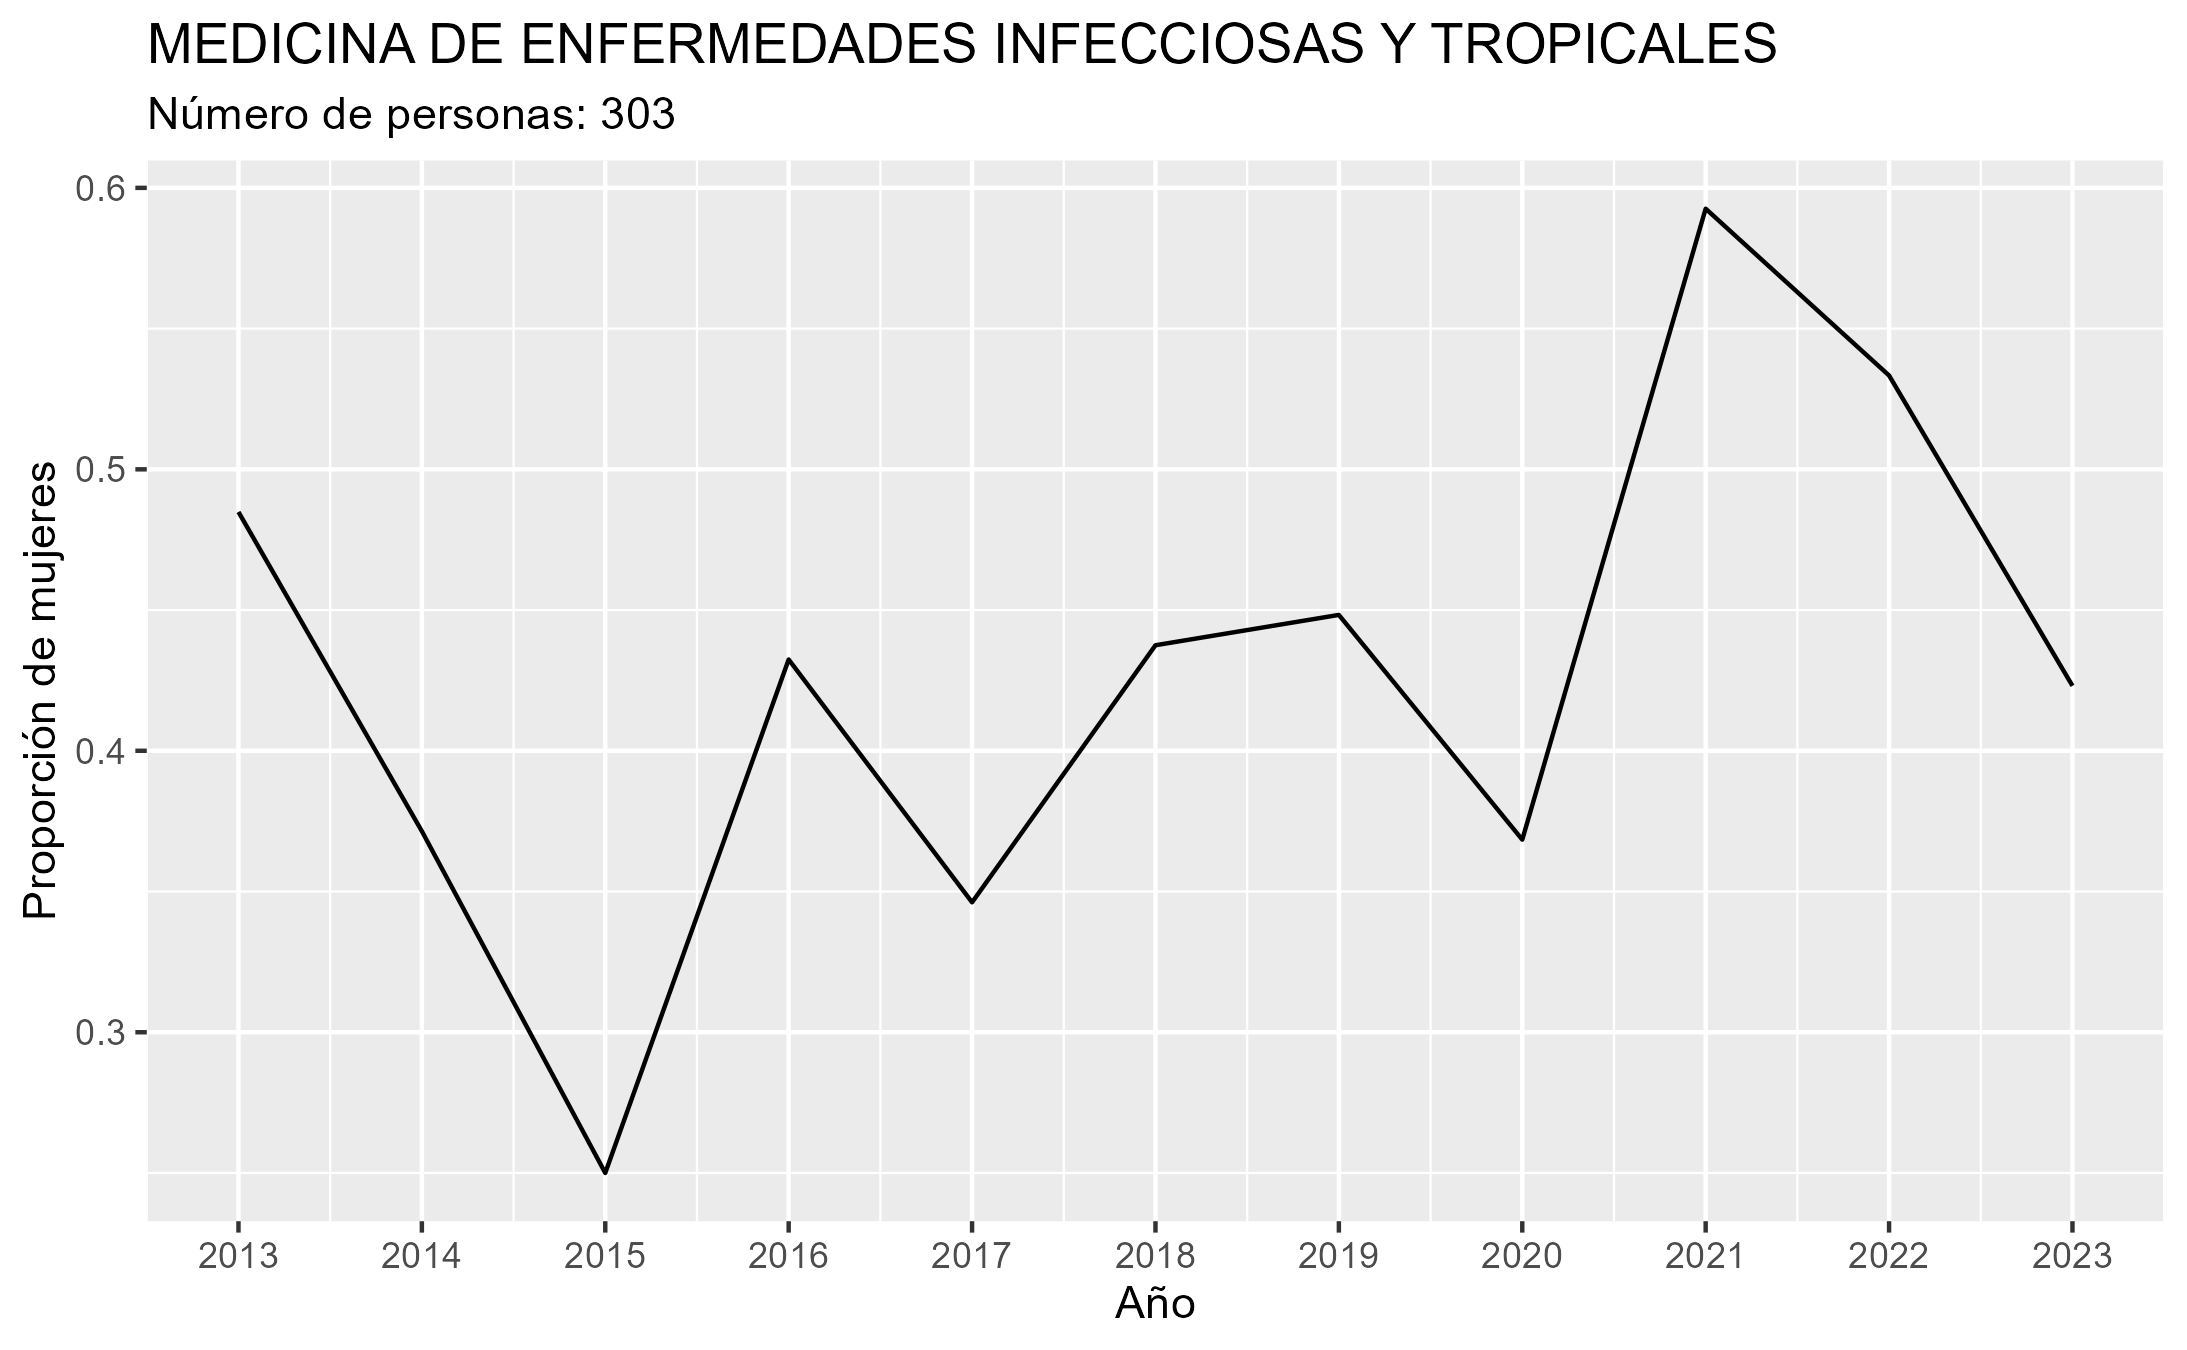 MEDICINA DE ENFERMEDADES INFECCIOSAS Y TROPICALES
Número de personas: 303
Proporción de mujeres
0.6
0.5
0.4
0.3
2013 2014 2015 2016 2017 2018 2019 2020 2021 2022 2023
Año